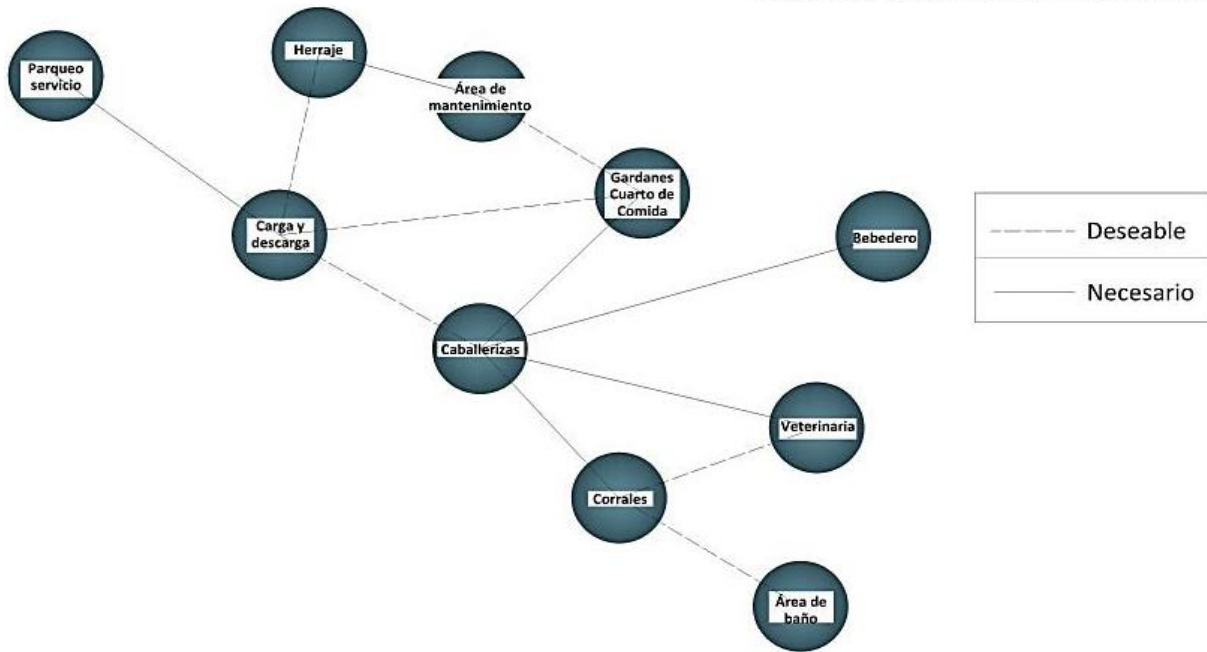 Parqueo
servicio
Herraje
Área de
mantenimiento
Gardanes
Cuarto de
Comida
Carga y
descarga
Bebedero
Deseable
Necesario
Caballerizas
Veterinaria
Corrales
Área de
baño